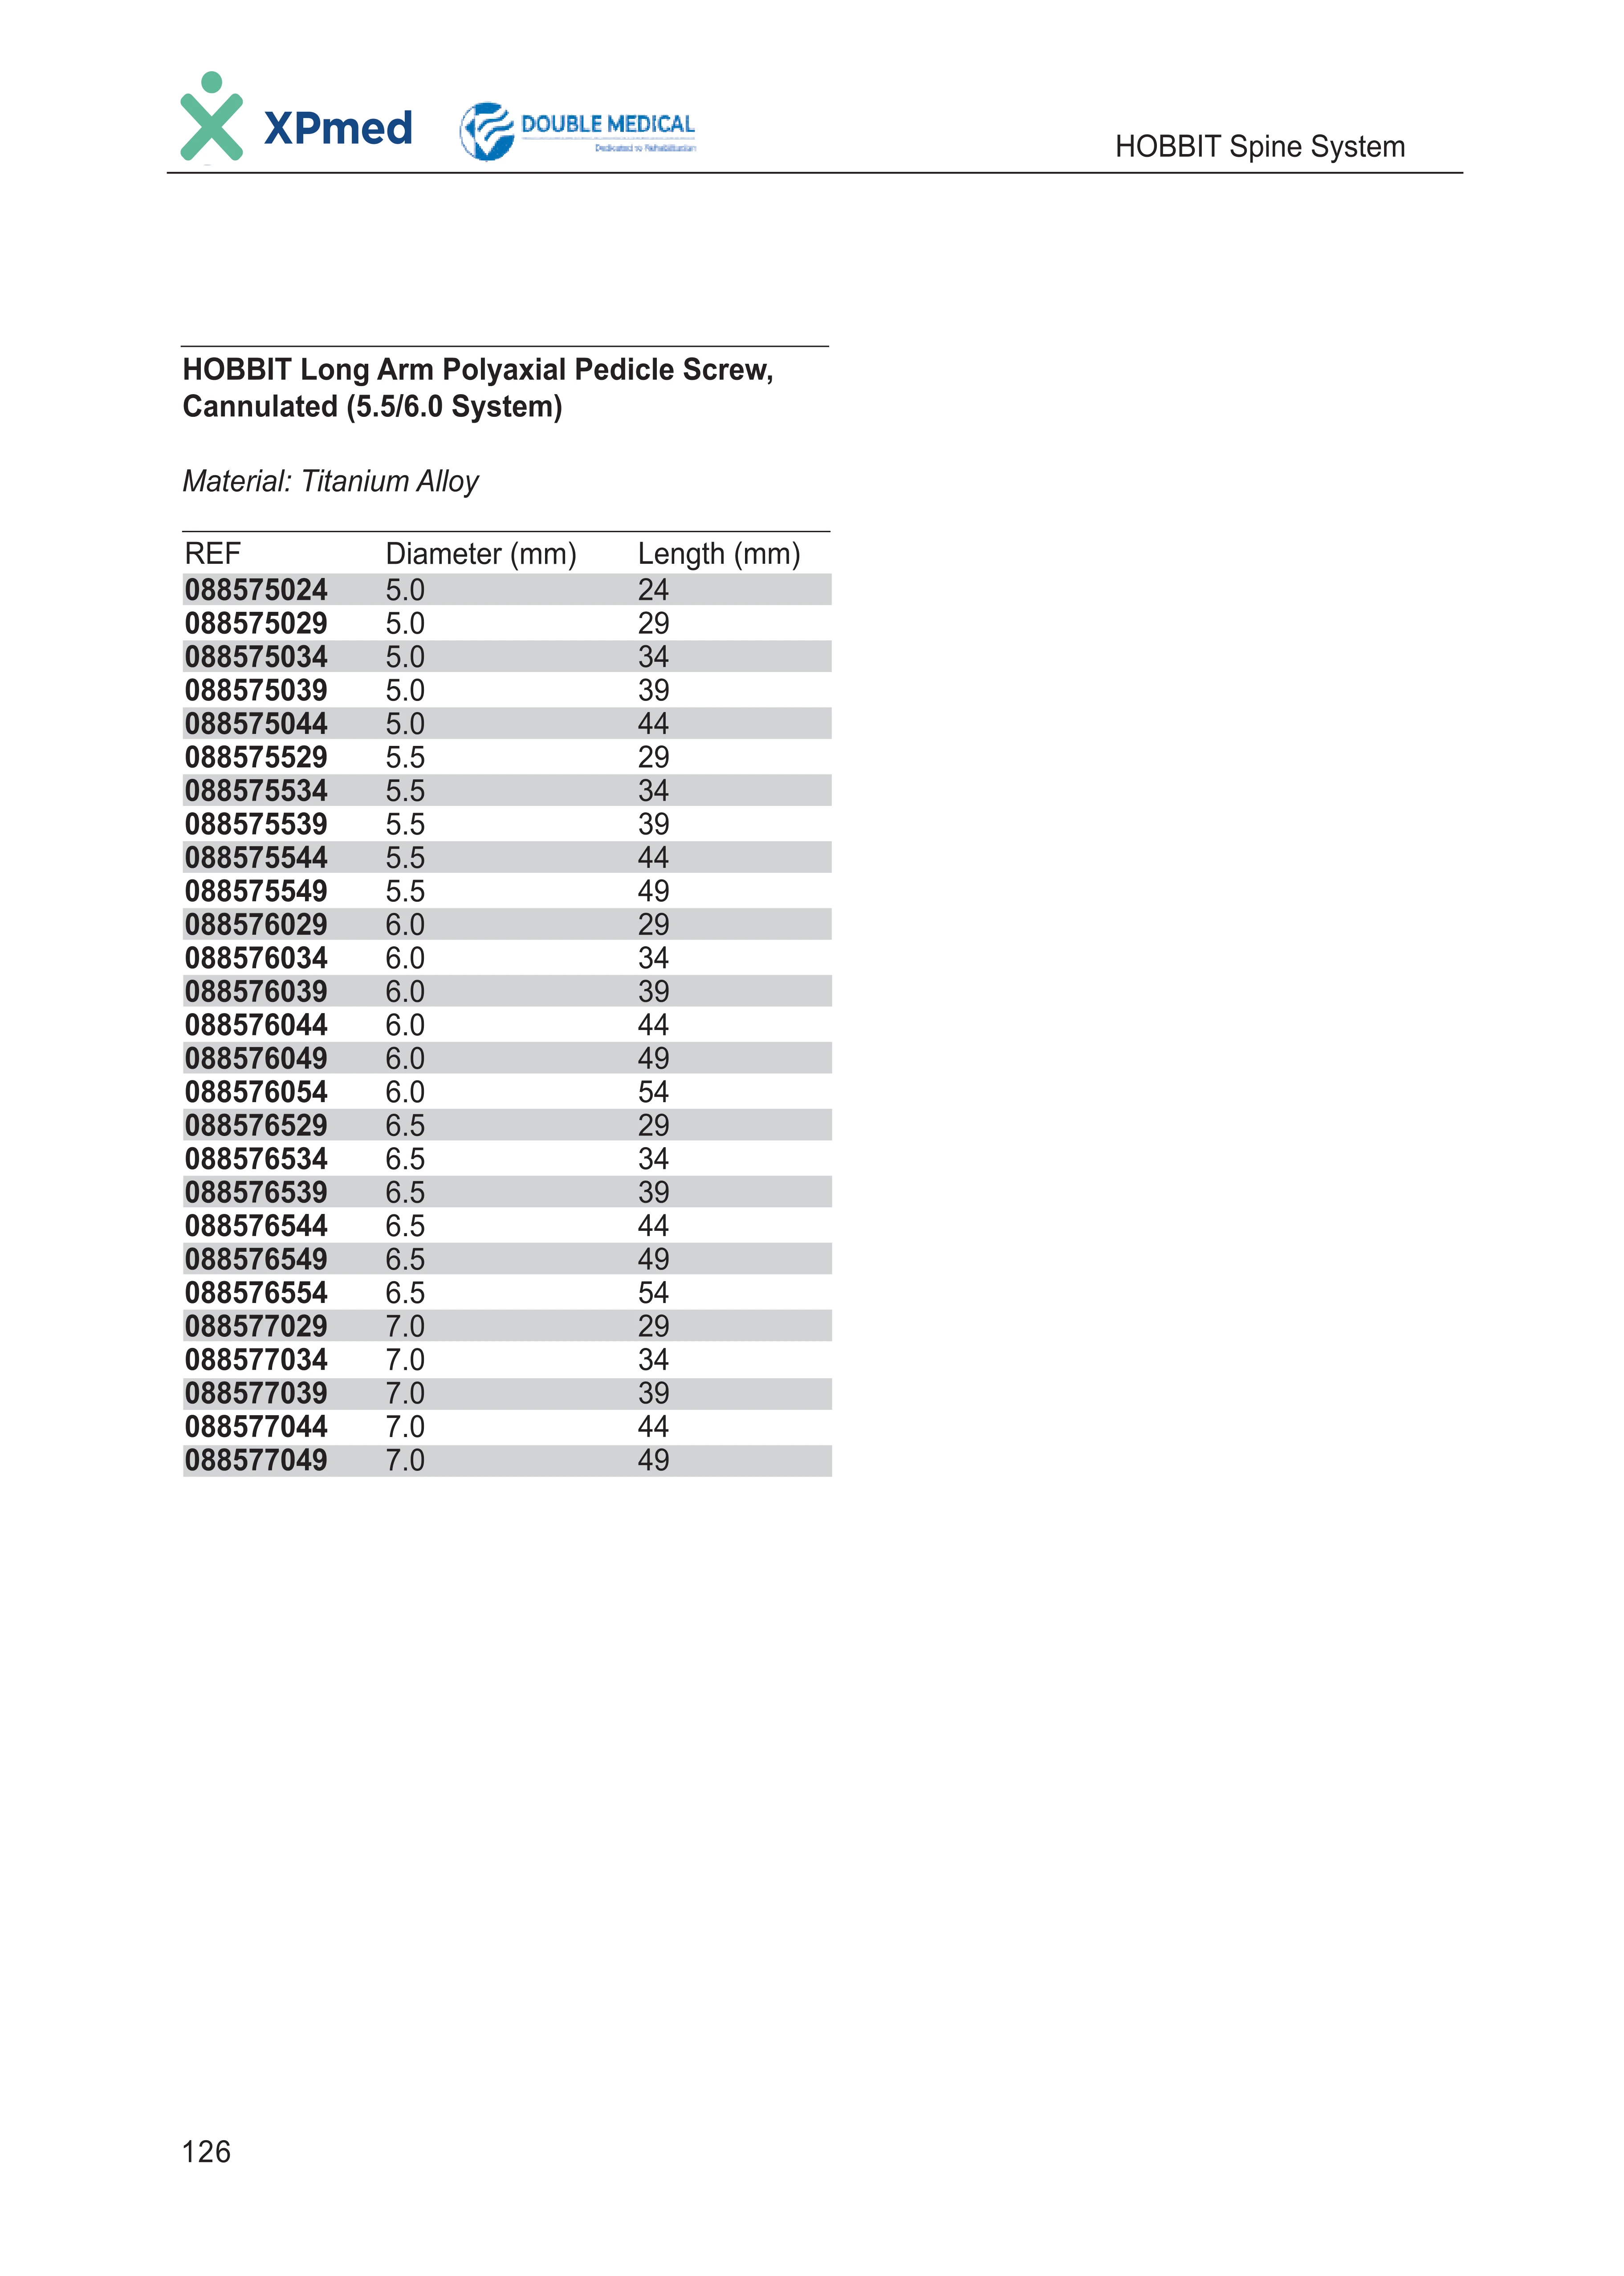 XPmed
DOUBLE MEDICAL
Dedicated to Rehabilitation
HOBBIT Spine System
HOBBIT Long Arm Polyaxial Pedicle Screw,
Cannulated (5.5/6.0 System)
Material: Titanium Alloy
REF Diameter (mm) Length (mm)
088575024 5.0 24
088575029 5.0 29
088575034 5.0 34
088575039 5.0 39
088575044 5.0 44
088575529 5.5 29
088575534 5.5 34
088575539 5.5 39
088575544 5.5 44
088575549 5.5 49
088576029 6.0 29
088576034 6.0 34
088576039 6.0 39
088576044 6.0 44
088576049 6.0 49
088576054 6.0 54
088576529 6.5 29
088576534 6.5 34
088576539 6.5 39
088576544 6.5 44
088576549 6.5 49
088576554 6.5 54
088577029 7.0 29
088577034 7.0 34
088577039 7.0 39
088577044 7.0 44
088577049 7.0 49
126